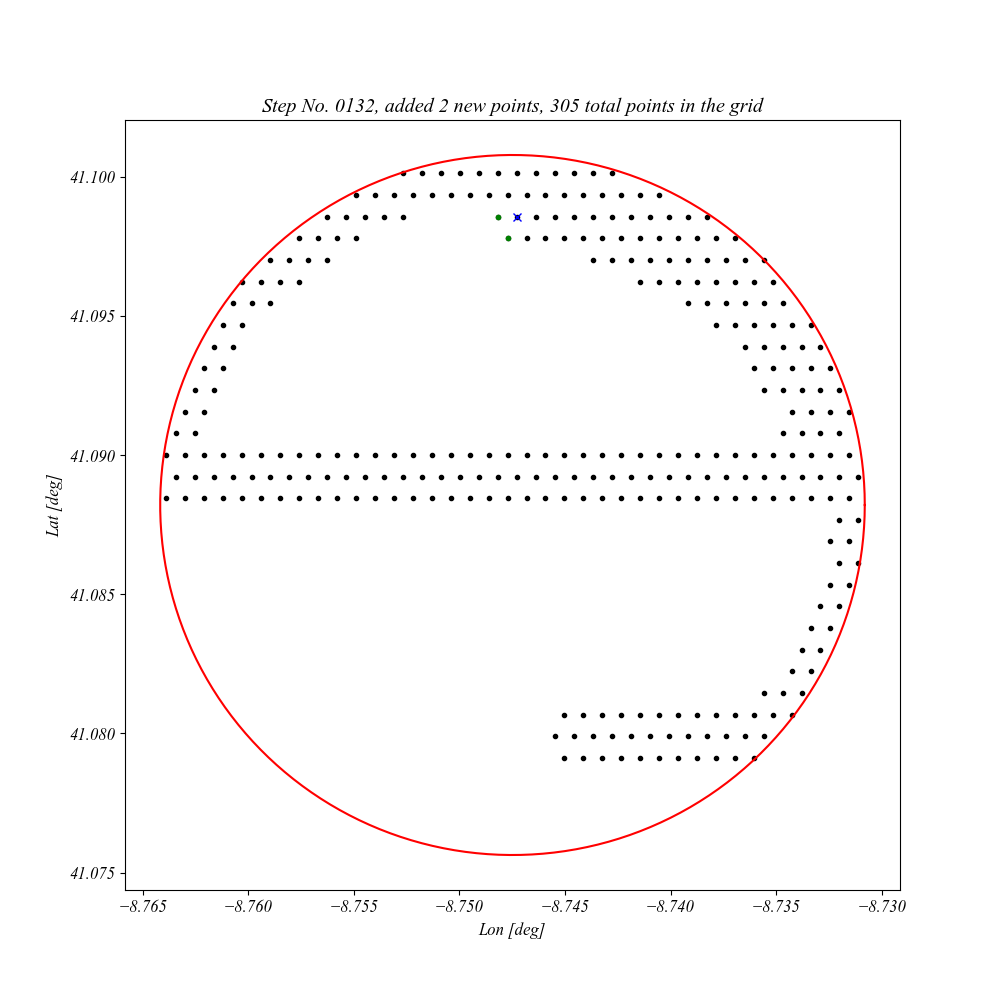 Step No. 0132, added 2 new points, 305 total points in the grid
41.100
41.095
41.090
41.085
41.080
41.075
Lat [deg]
−8.765 −8.760 −8.755 −8.750 −8.745 −8.740 −8.735 −8.730
Lon [deg]